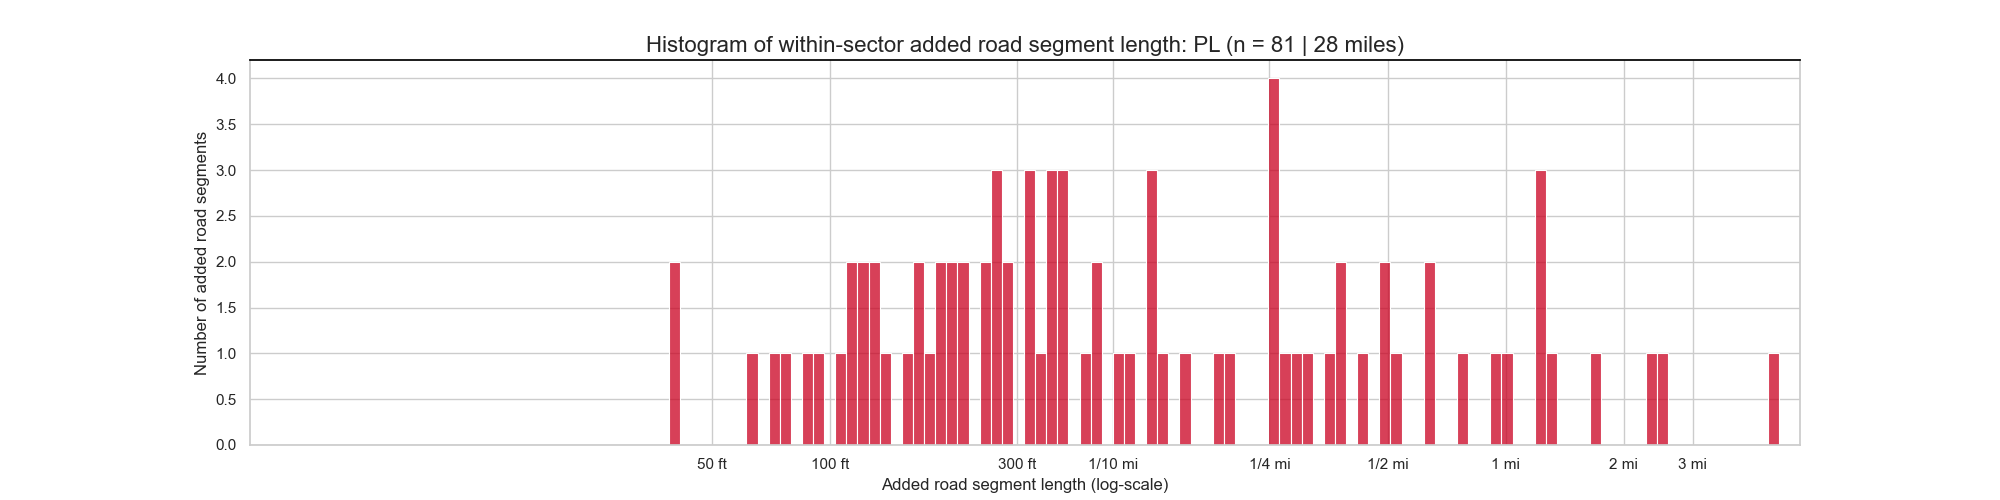 Histogram of within-sector added road segment length: PL (n = 81 | 28 miles)
Number of added road segments
4.0
3.5
3.0
2.5
2.0
1.5
1.0
0.5
0.0
50 ft 100 ft 300 ft 1/10 mi 1/4 mi 1/2 mi 1 mi 2 mi 3 mi
Added road segment length (log-scale)